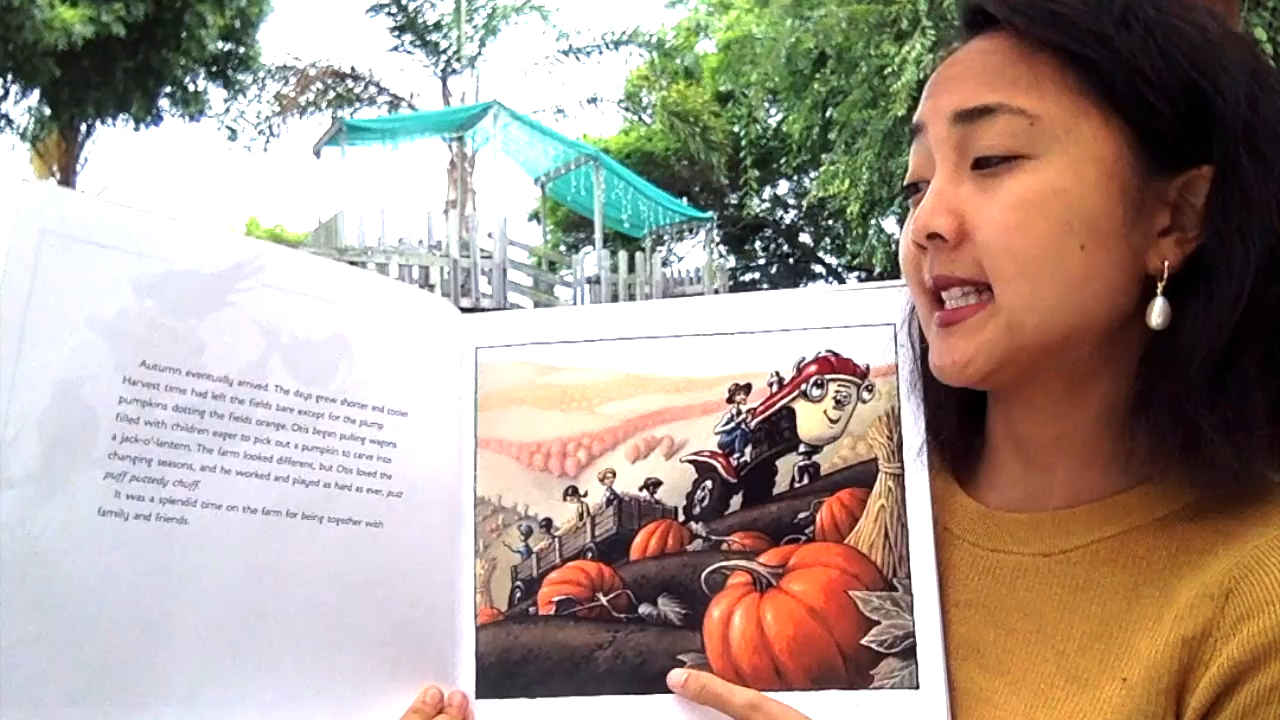 Autumn eventually arrived. The days grew shorter and cooler.
Harvest time had left the fields bare except for the plump
pumpkins dotting the fields orange. Otis began pulling wagons
filled with children eager to pick out a pumpkin to carve into
a jack-o'-lantern. The farm looked different, but Otis loved the
changing seasons, and he worked and played as hard as ever, putt
puff puttedy chuff.
It was a splendid time on the farm for being together with
family and friends.